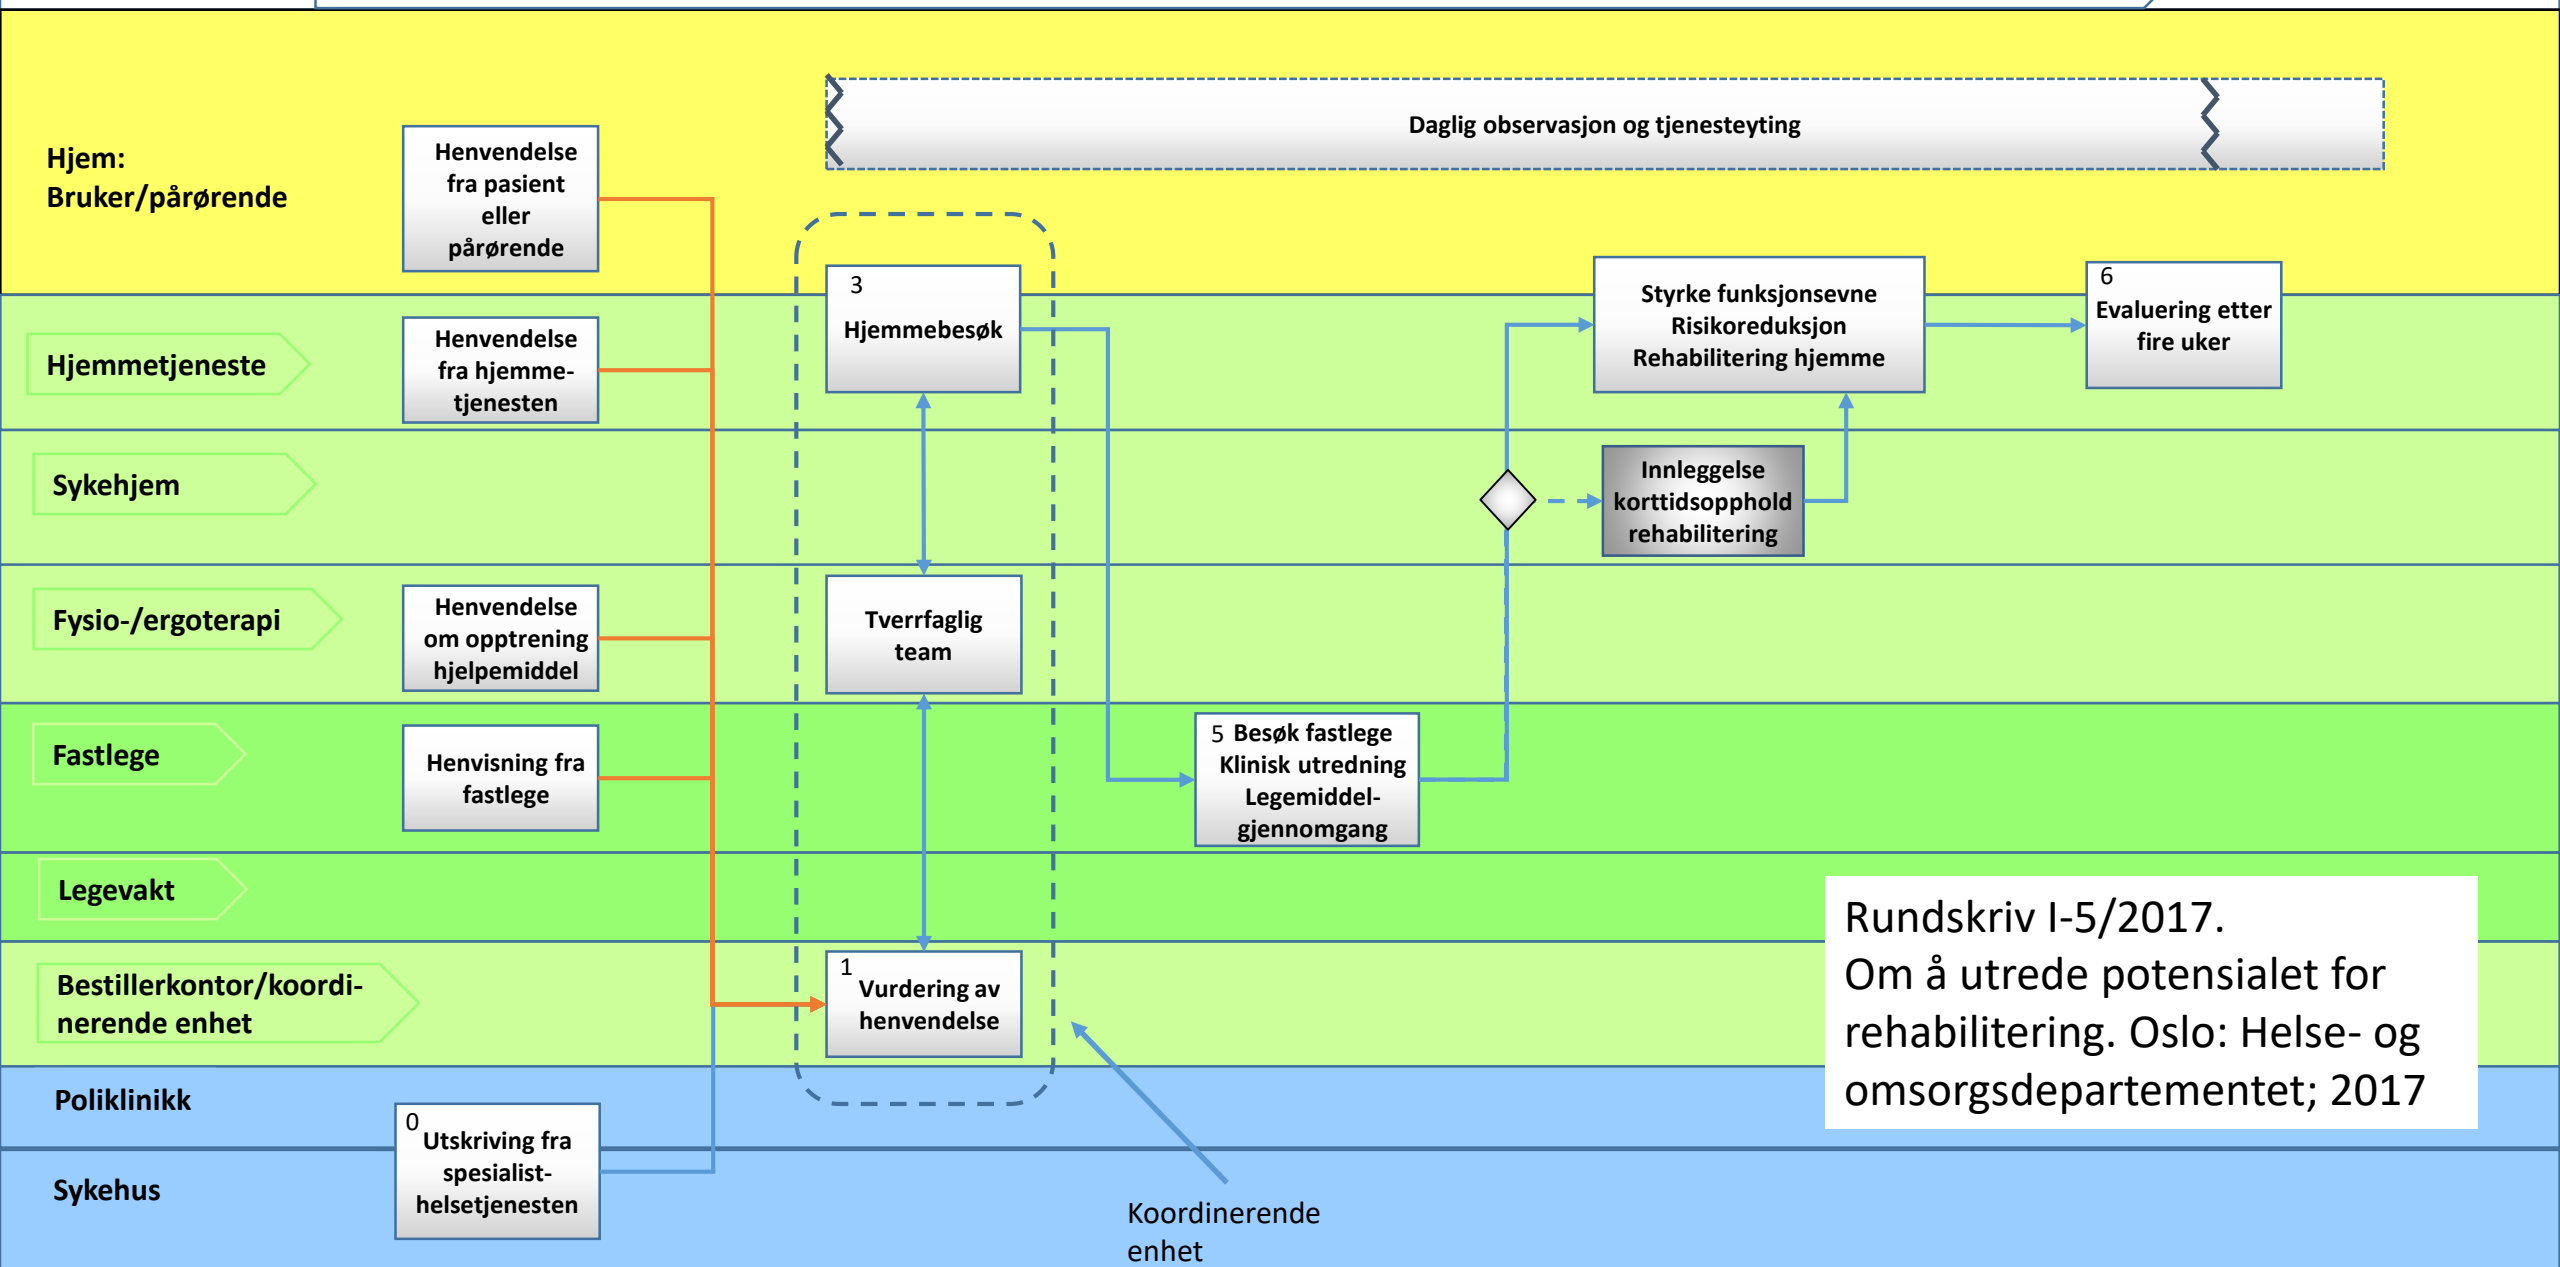 Daglig observasjon og tjenesteyting
Hjem:
Bruker/pårørende
Henvendelse
fra pasient
eller
pårørende
3
Hjemmebesøk
Styrke funksjonsevne
Risikoreduksjon
Rehabilitering hjemme
6
Evaluering etter
fire uker
Hjemmetjeneste
Henvendelse
fra hjemme-
tjenesten
Sykehjem
Innleggelse
korttidsopphold
rehabilitering
Fysio-/ergoterapi
Henvendelse
om opptrening
hjelpemiddel
Tverrfaglig
team
Fastlege
Henvisning fra
fastlege
5 Besøk fastlege
Klinisk utredning
Legemiddel-
gjennomgang
Legevakt
Bestillerkontor/koordi-
nerende enhet
1
Vurdering av
henvendelse
Rundskriv I-5/2017.
Om å utrede potensialet for
rehabilitering. Oslo: Helse- og
omsorgsdepartementet; 2017
Poliklinikk
0
Utskriving fra
spesialist-
helsetjenesten
Sykehus
Koordinerende
enhet